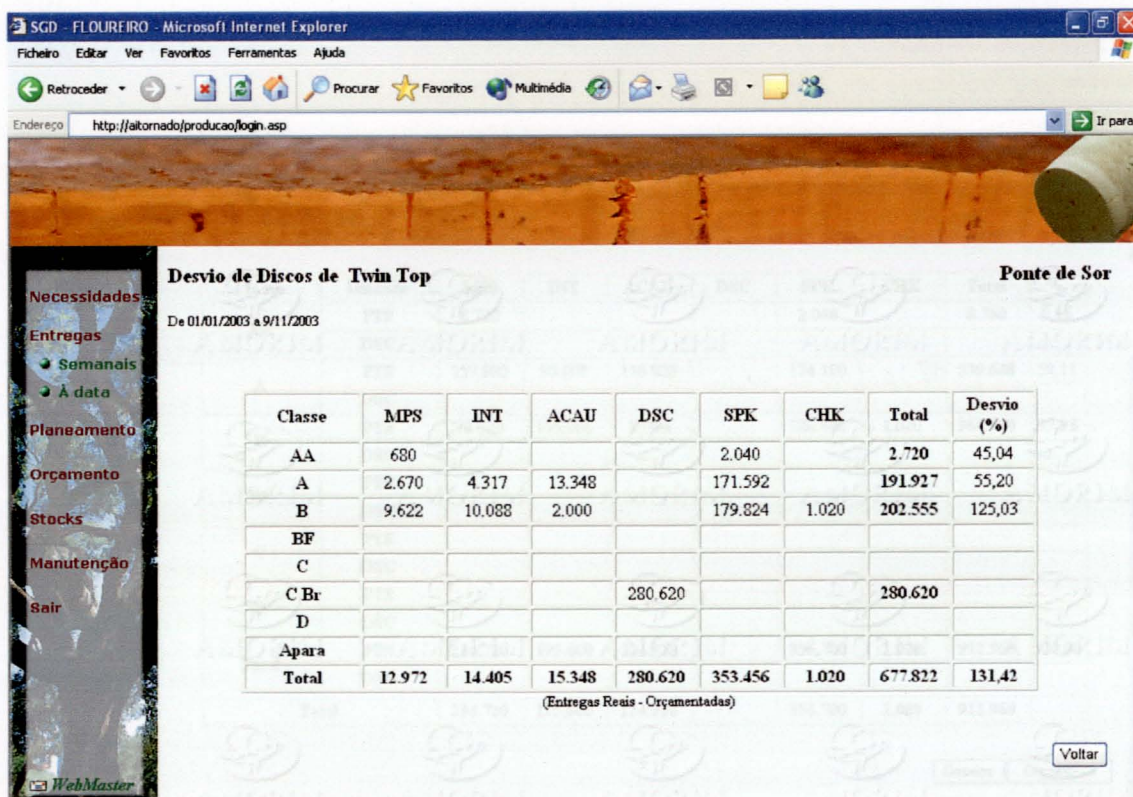 SGD - FLOUREIRO - Microsoft Internet Explorer
Ficheiro Editar Ver Favoritos Ferramentas Ajuda
Retroceder Procurar Favoritos Multimédia
Endereço http://aitornado/producao/login.asp Ir para
Desvio de Discos de Twin Top Ponte de Sor
De 01/01/2003 a 9/11/2003
Necessidades
Entregas
Semanais
À data
Planeamento
Orçamento
Stocks
Manutenção
Sair
WebMaster
Classe MPS INT ACAU DSC SPK CHK Total Desvio (%)
AA 680 2.040 2.720 45,04
A 2.670 4.317 13.348 171.592 191.927 55,20
B 9.622 10.088 2.000 179.824 1.020 202.555 125,03
BF
C
C Br 280.620 280.620
D
Apara
Total 12.972 14.405 15.348 280.620 353.456 1.020 677.822 131,42
(Entregas Reais - Orçamentadas)
Voltar